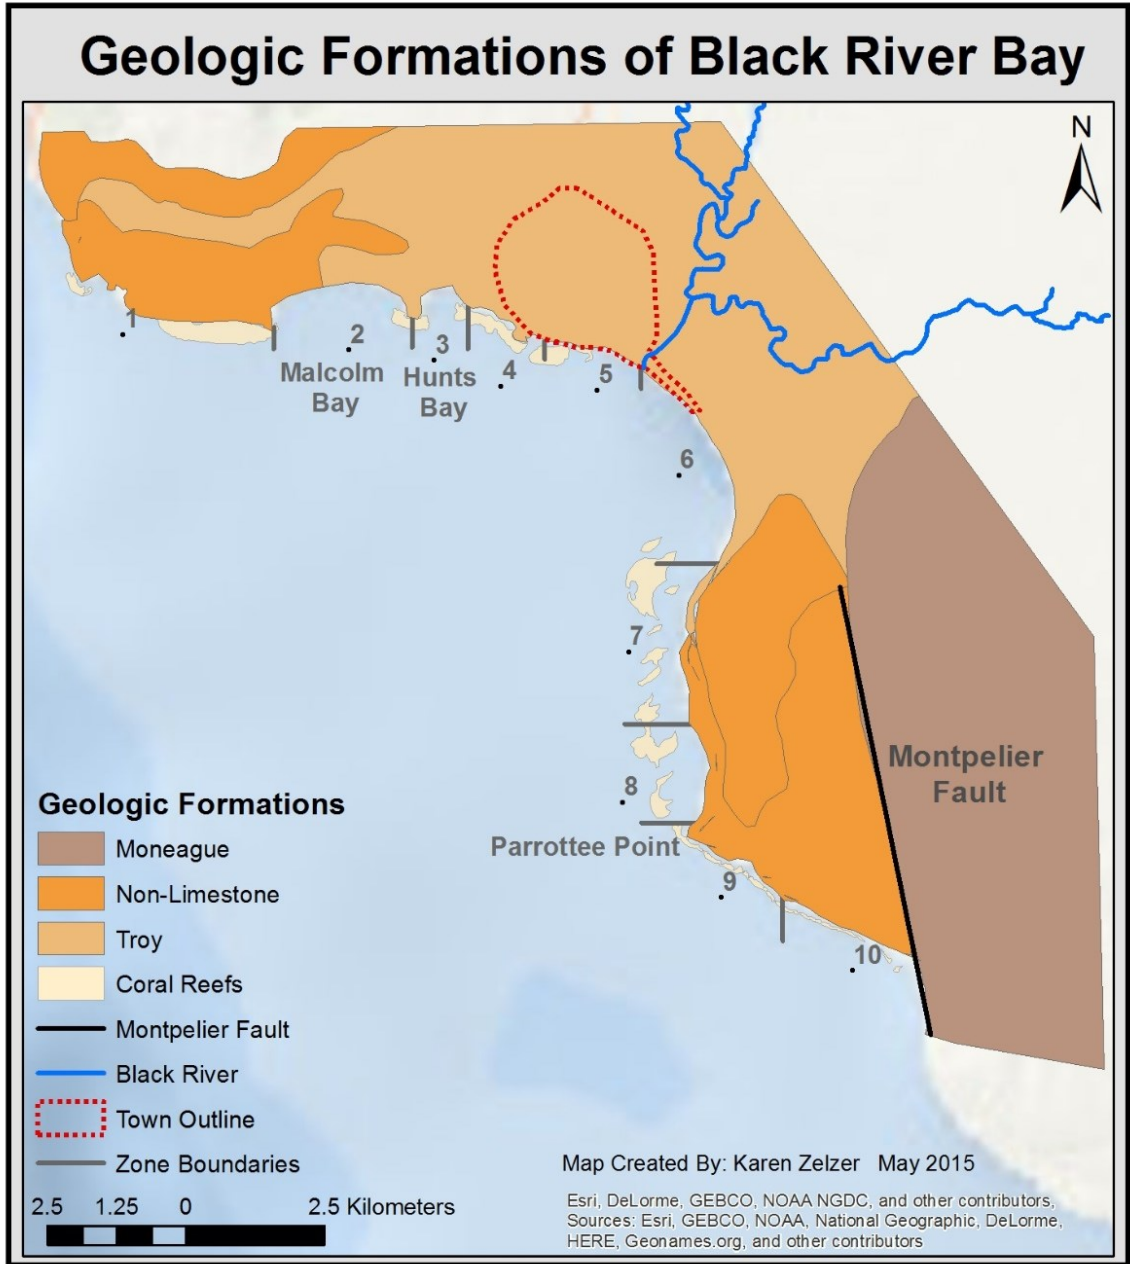 Geologic Formations of Black River Bay
N
1
2
3
4
5
Malcolm
Bay
Hunts
Bay
6
7
Montpelier
Fault
8
Parrottee Point
9
10
Geologic Formations
Moneague
Non-Limestone
Troy
Coral Reefs
Montpelier Fault
Black River
Town Outline
Zone Boundaries
2.5 1.25 0 2.5 Kilometers
Map Created By: Karen Zelzer May 2015
Esri, DeLorme, GEBCO, NOAA NGDC, and other contributors,
Sources: Esri, GEBCO, NOAA, National Geographic, DeLorme,
HERE, Geonames.org, and other contributors